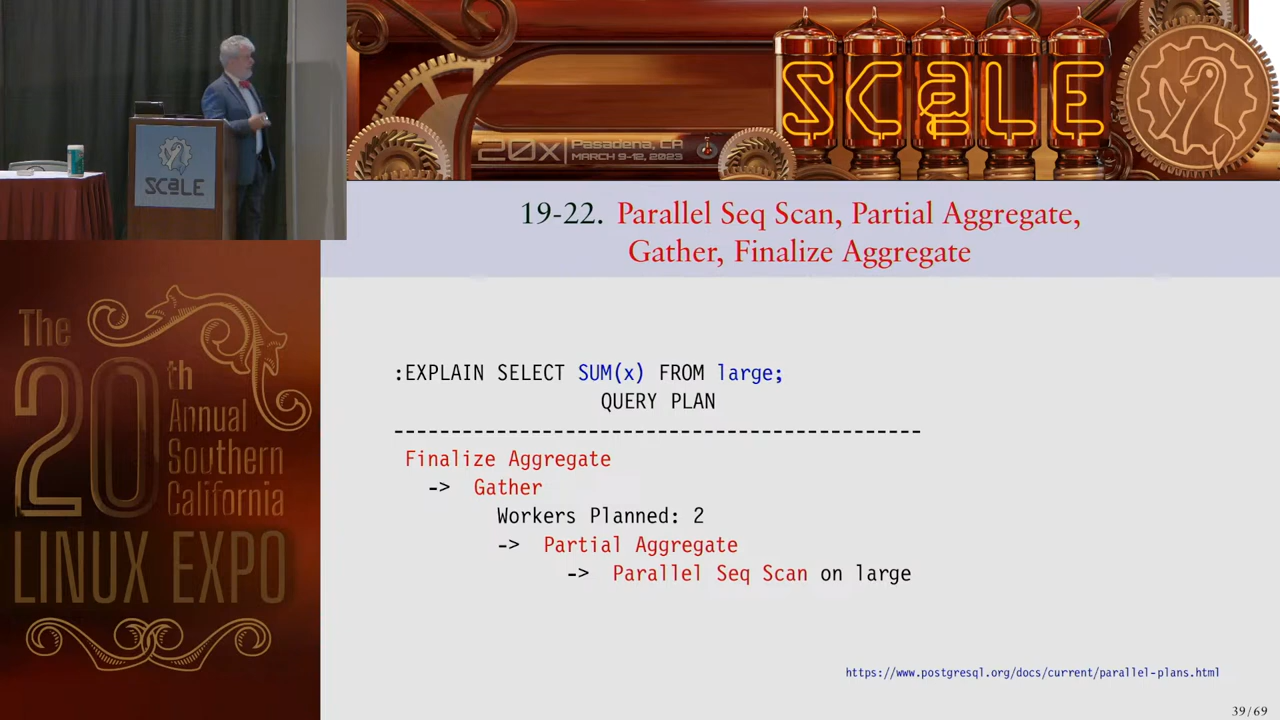 SCaLE
20x
Pasadena, CA
MARCH 9-12, 2023
SCaLE
The
20th
Annual
Southern
California
LINUX EXPO
19-22. Parallel Seq Scan, Partial Aggregate,
Gather, Finalize Aggregate
:EXPLAIN SELECT SUM(x) FROM large;
QUERY PLAN
----------------------------------------------
Finalize Aggregate
-> Gather
Workers Planned: 2
-> Partial Aggregate
-> Parallel Seq Scan on large
https://www.postgresql.org/docs/current/parallel-plans.html
39/69